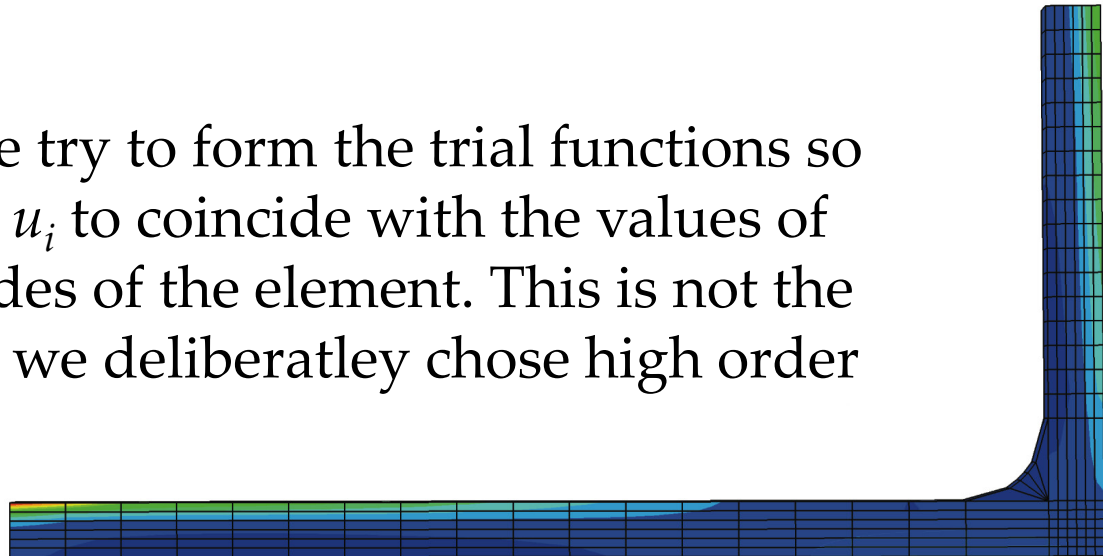 e try to form the trial functions so
u_i to coincide with the values of
des of the element. This is not the
we deliberatley chose high order